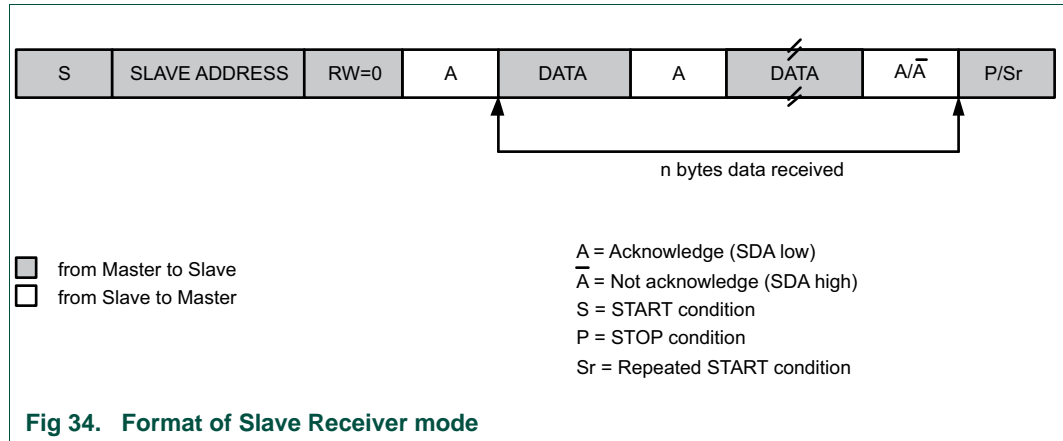 S SLAVE ADDRESS RW=0 A DATA A DATA A/A̅ P/Sr
n bytes data received
from Master to Slave
from Slave to Master
A = Acknowledge (SDA low)
A̅ = Not acknowledge (SDA high)
S = START condition
P = STOP condition
Sr = Repeated START condition
Fig 34. Format of Slave Receiver mode